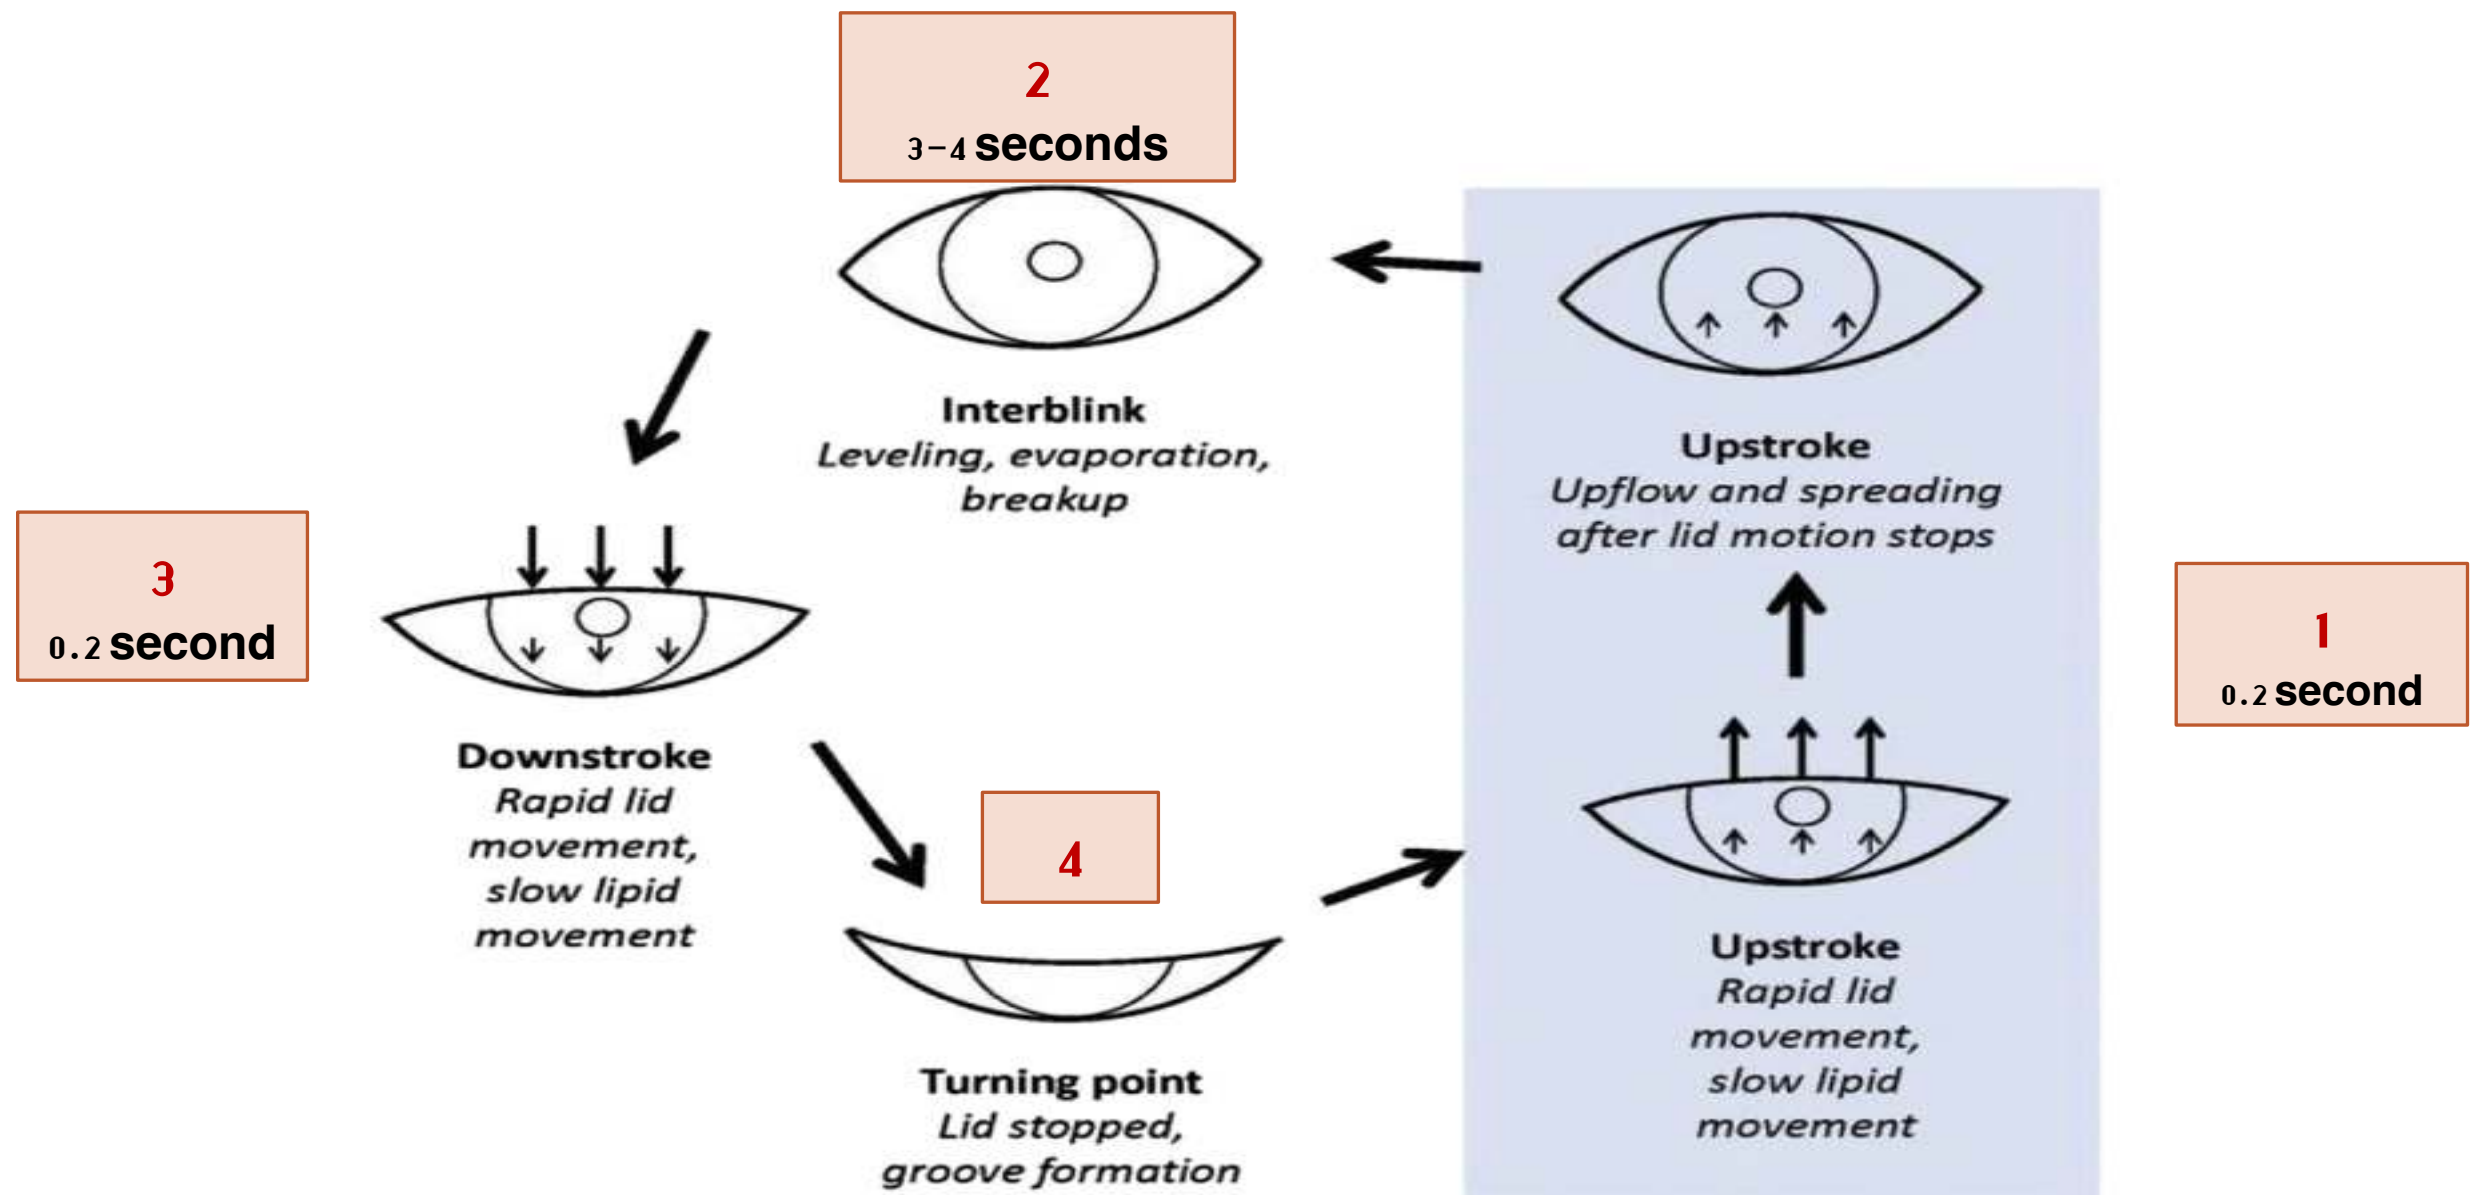 2
3-4 seconds
Interblink
Leveling, evaporation,
breakup
Upstroke
Upflow and spreading
after lid motion stops
3
0.2 second
1
0.2 second
Downstroke
Rapid lid
movement,
slow lipid
movement
4
Turning point
Lid stopped,
groove formation
Upstroke
Rapid lid
movement,
slow lipid
movement